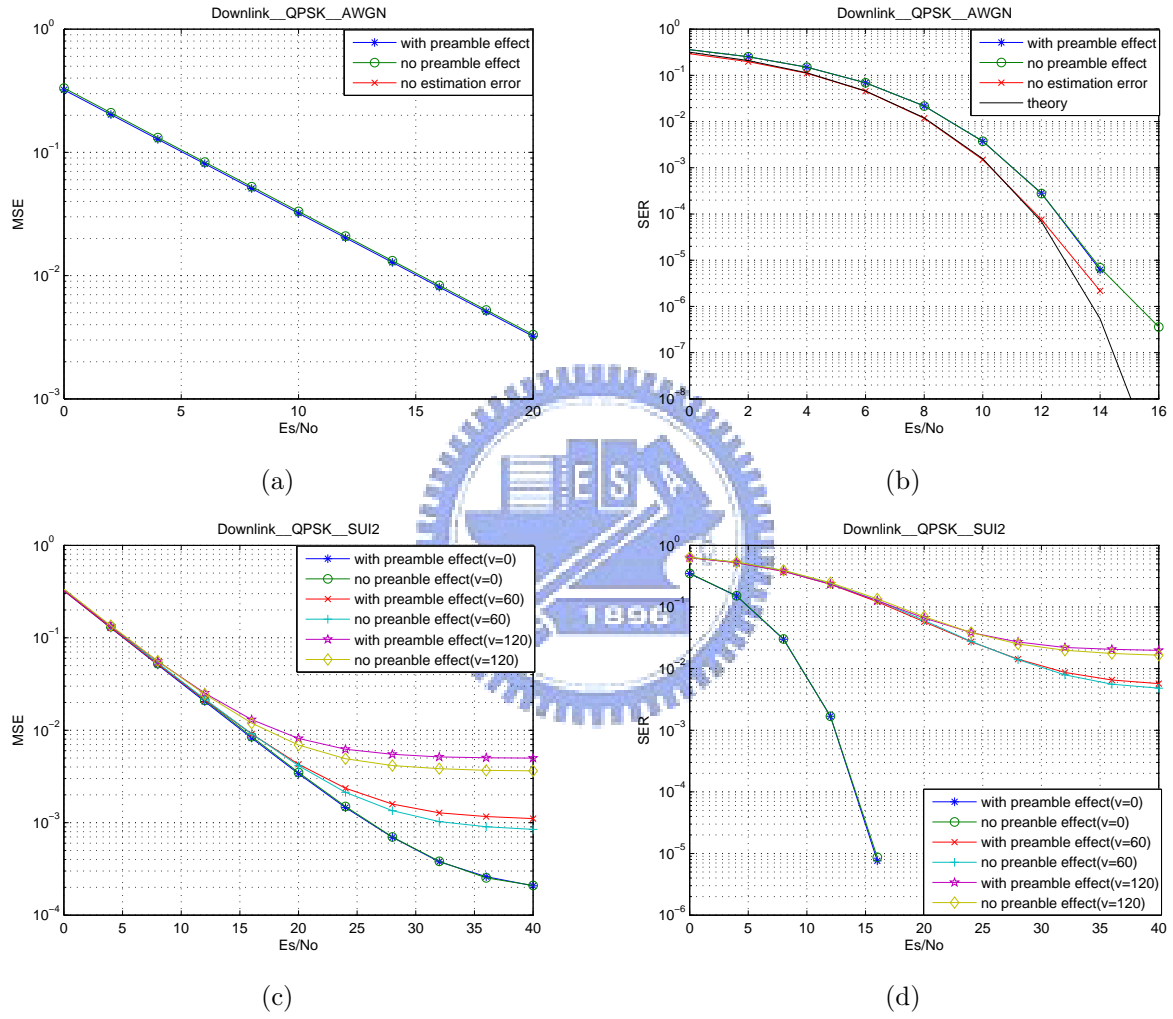 Downlink__QPSK__AWGN
10^0
10^-1
10^-2
10^-3
MSE
0 5 10 15 20
Es/No
with preamble effect
no preamble effect
no estimation error
(a)
Downlink__QPSK__AWGN
10^0
10^-1
10^-2
10^-3
10^-4
10^-5
10^-6
10^-7
10^-8
SER
0 2 4 6 8 10 12 14 16
Es/No
with preamble effect
no preamble effect
no estimation error
theory
(b)
E S A
1896
Downlink__QPSK__SUI2
10^0
10^-1
10^-2
10^-3
10^-4
MSE
0 5 10 15 20 25 30 35 40
Es/No
with preamble effect(v=0)
no preanble effect(v=0)
with preamble effect(v=60)
no preanble effect(v=60)
with preamble effect(v=120)
no preanble effect(v=120)
(c)
Downlink__QPSK__SUI2
10^0
10^-1
10^-2
10^-3
10^-4
10^-5
10^-6
SER
0 5 10 15 20 25 30 35 40
Es/No
with preamble effect(v=0)
no preanble effect(v=0)
with preamble effect(v=60)
no preanble effect(v=60)
with preamble effect(v=120)
no preanble effect(v=120)
(d)